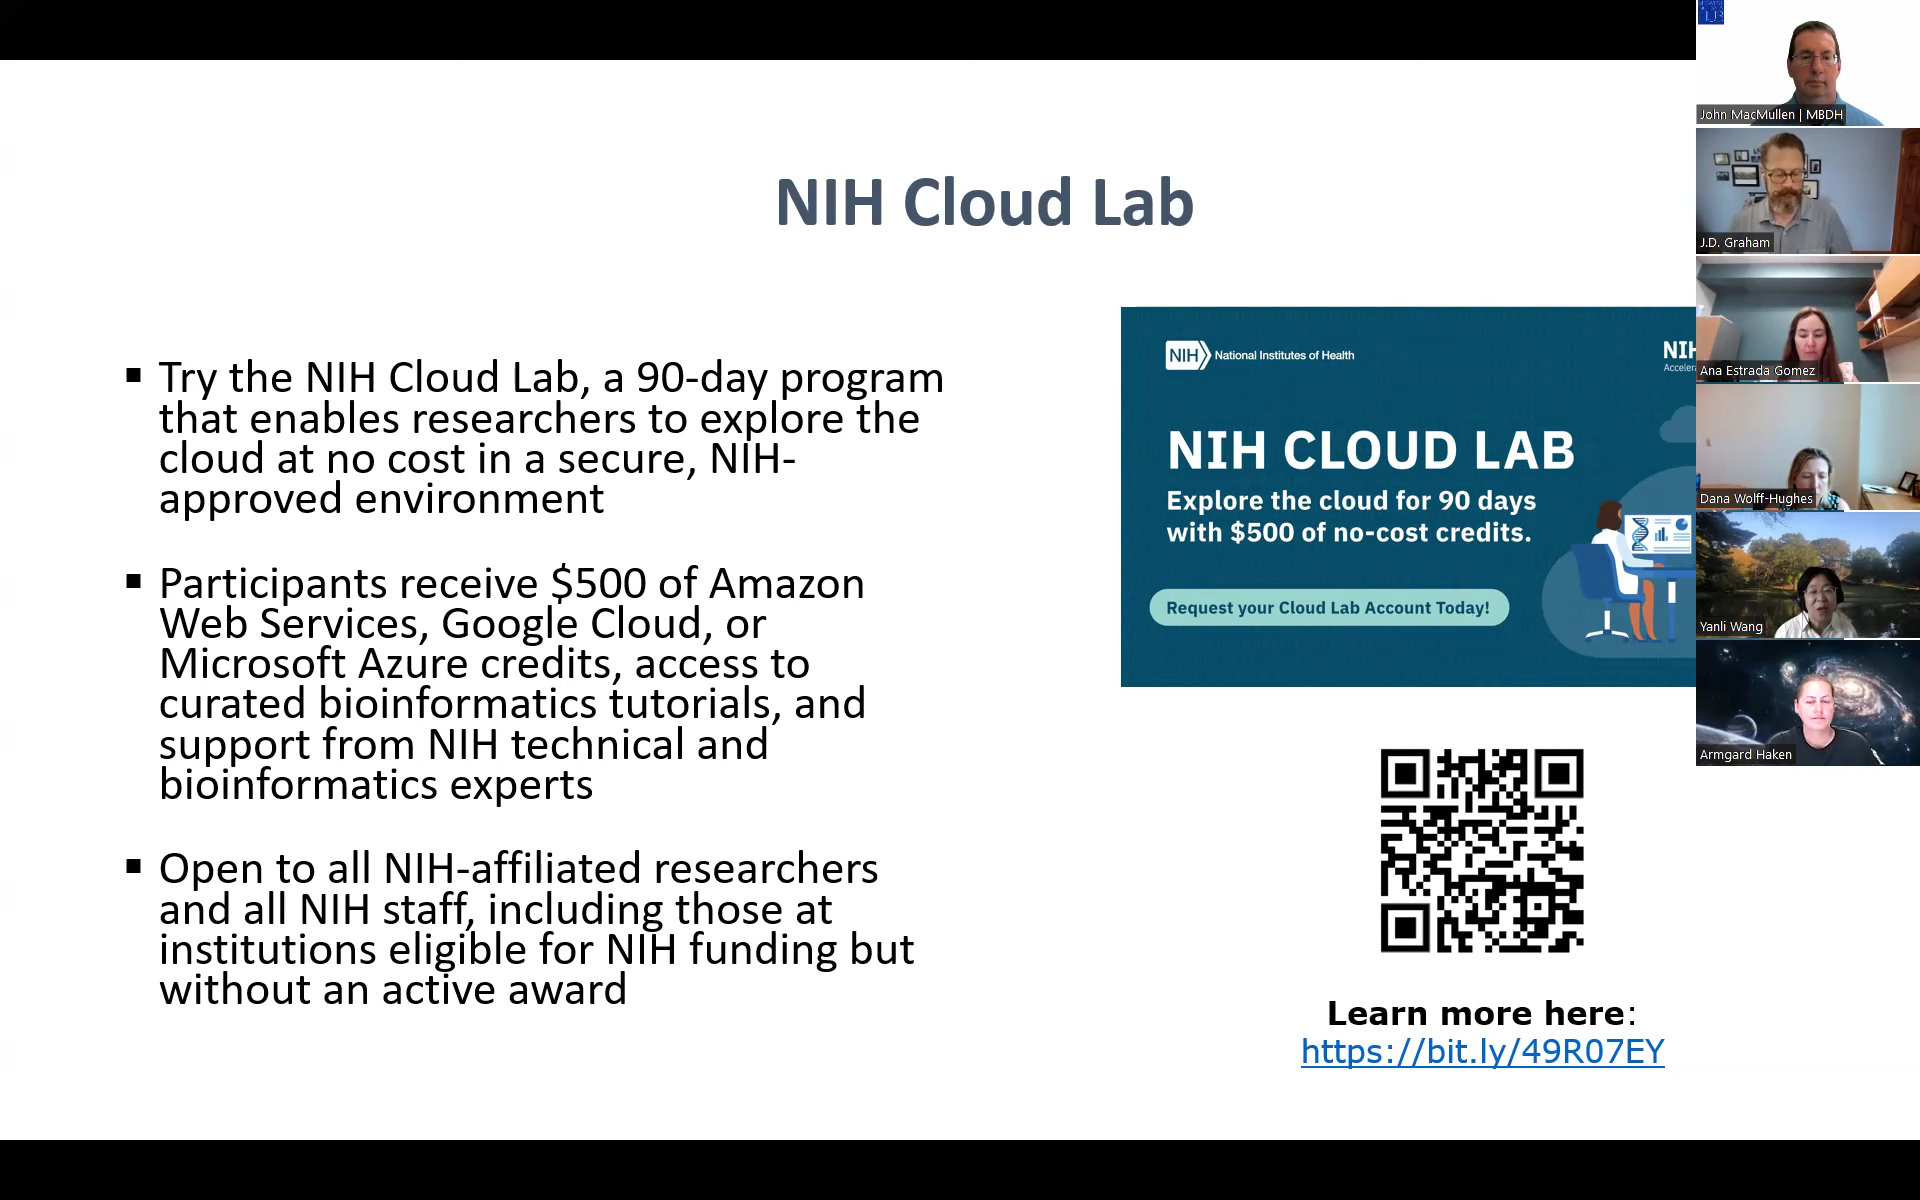 NIH Cloud Lab
▪ Try the NIH Cloud Lab, a 90-day program
that enables researchers to explore the
cloud at no cost in a secure, NIH-
approved environment
▪ Participants receive $500 of Amazon
Web Services, Google Cloud, or
Microsoft Azure credits, access to
curated bioinformatics tutorials, and
support from NIH technical and
bioinformatics experts
▪ Open to all NIH-affiliated researchers
and all NIH staff, including those at
institutions eligible for NIH funding but
without an active award
NIH National Institutes of Health
NIH
Acceler
NIH CLOUD LAB
Explore the cloud for 90 days
with $500 of no-cost credits.
Request your Cloud Lab Account Today!
Learn more here:
https://bit.ly/49R07EY
John MacMullen | MBDH
J.D. Graham
Ana Estrada Gomez
Dana Wolff-Hughes
Yanli Wang
Armgard Haken